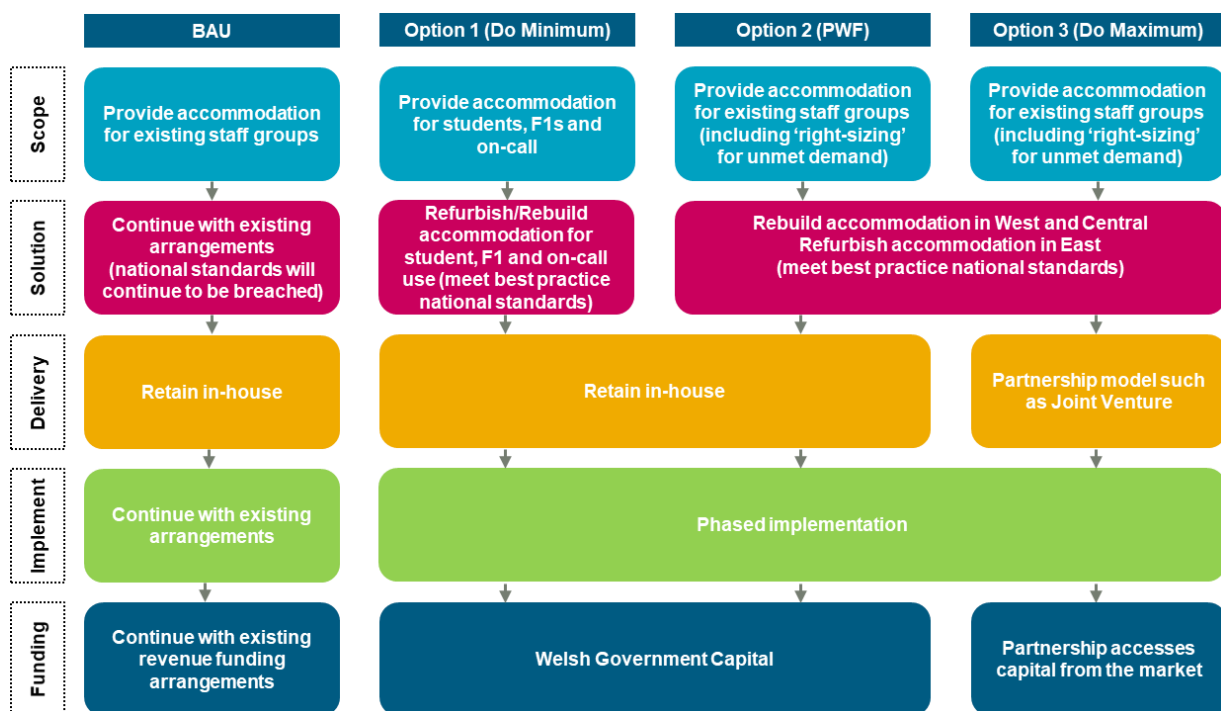 BAU
Option 1 (Do Minimum)
Option 2 (PWF)
Option 3 (Do Maximum)
Scope
Provide accommodation
for existing staff groups
Provide accommodation
for students, F1s and
on-call
Provide accommodation
for existing staff groups
(including ‘right-sizing’
for unmet demand)
Provide accommodation
for existing staff groups
(including ‘right-sizing’
for unmet demand)
Solution
Continue with existing
arrangements
(national standards will
continue to be breached)
Refurbish/Rebuild
accommodation for
student, F1 and on-call
use (meet best practice
national standards)
Rebuild accommodation in West and Central
Refurbish accommodation in East
(meet best practice national standards)
Delivery
Retain in-house
Retain in-house
Partnership model such
as Joint Venture
Implement
Continue with existing
arrangements
Phased implementation
Funding
Continue with existing
revenue funding
arrangements
Welsh Government Capital
Partnership accesses
capital from the market